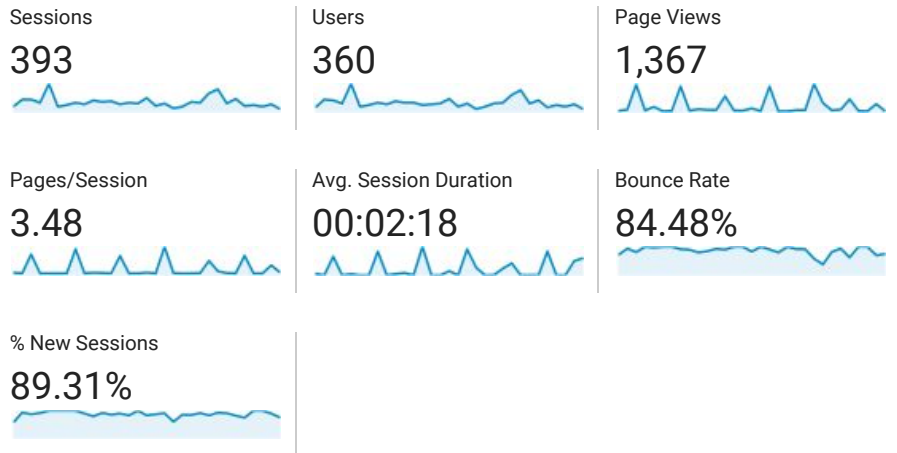 Sessions
393
Users
360
Page Views
1,367
Pages/Session
3.48
Avg. Session Duration
00:02:18
Bounce Rate
84.48%
% New Sessions
89.31%